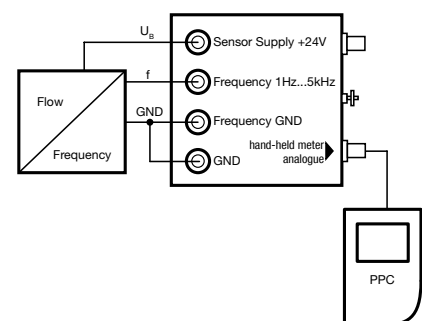 U_B
Sensor Supply +24V
f
Frequency 1Hz...5kHz
Flow
Frequency
GND
Frequency GND
GND
hand-held meter
analogue
PPC